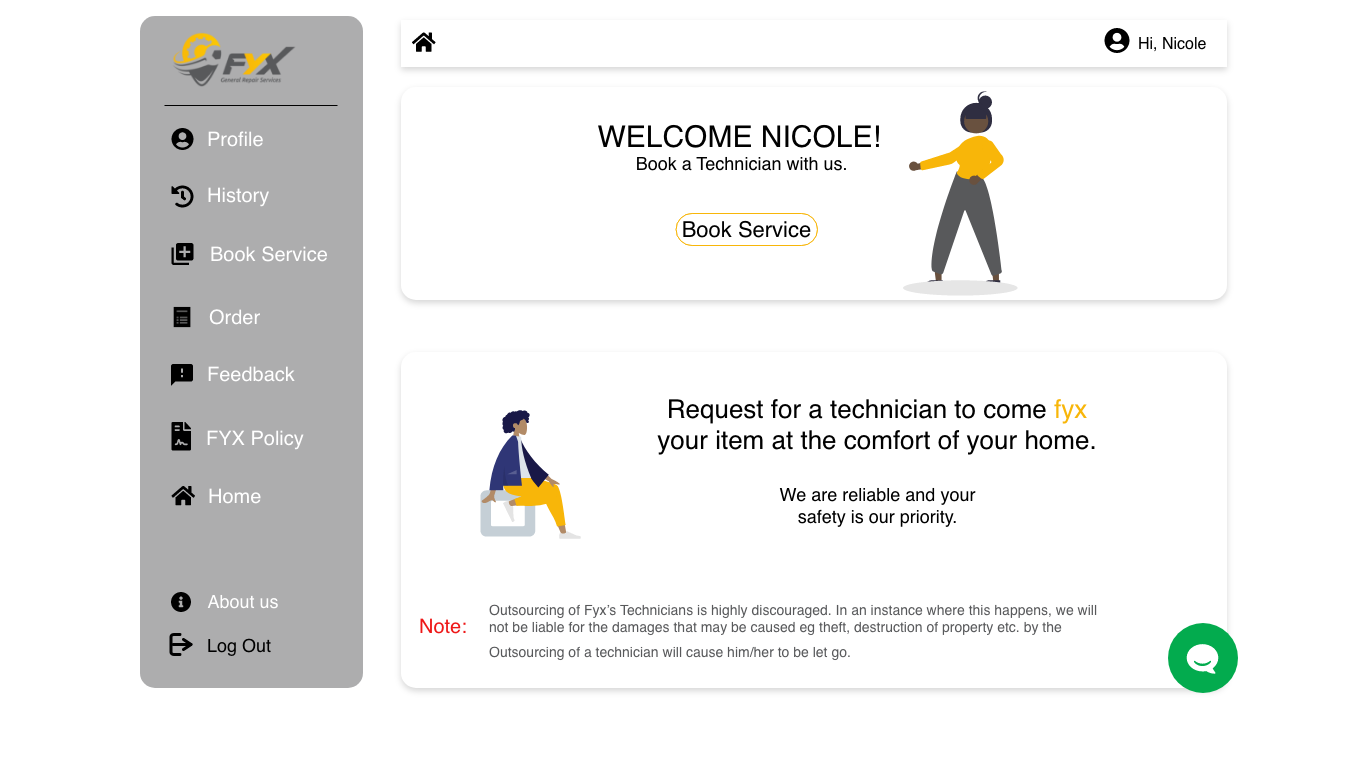 FYX
General Repair Services
Profile
History
Book Service
Order
Feedback
FYX Policy
Home
About us
Log Out
Hi, Nicole
WELCOME NICOLE!
Book a Technician with us.
Book Service
Request for a technician to come fyx
your item at the comfort of your home.
We are reliable and your
safety is our priority.
Note:
Outsourcing of Fyx’s Technicians is highly discouraged. In an instance where this happens, we will
not be liable for the damages that may be caused eg theft, destruction of property etc. by the
Outsourcing of a technician will cause him/her to be let go.